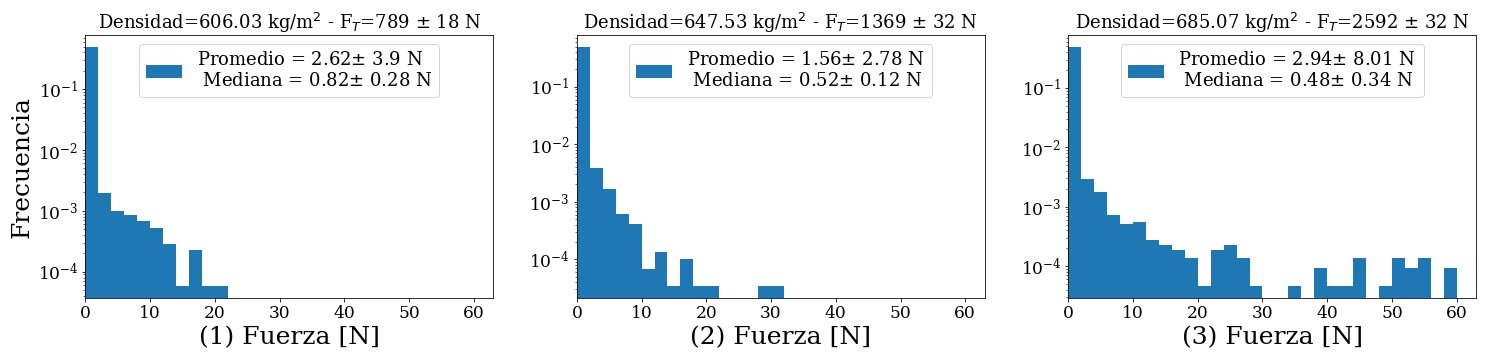 Densidad=606.03 kg/m² - F_T=789 ± 18 N
Promedio = 2.62± 3.9 N
Mediana = 0.82± 0.28 N
Frecuencia
10⁻¹
10⁻²
10⁻³
10⁻⁴
0 10 20 30 40 50 60
(1) Fuerza [N]
Densidad=647.53 kg/m² - F_T=1369 ± 32 N
Promedio = 1.56± 2.78 N
Mediana = 0.52± 0.12 N
10⁻¹
10⁻²
10⁻³
10⁻⁴
0 10 20 30 40 50 60
(2) Fuerza [N]
Densidad=685.07 kg/m² - F_T=2592 ± 32 N
Promedio = 2.94± 8.01 N
Mediana = 0.48± 0.34 N
10⁻¹
10⁻²
10⁻³
10⁻⁴
0 10 20 30 40 50 60
(3) Fuerza [N]